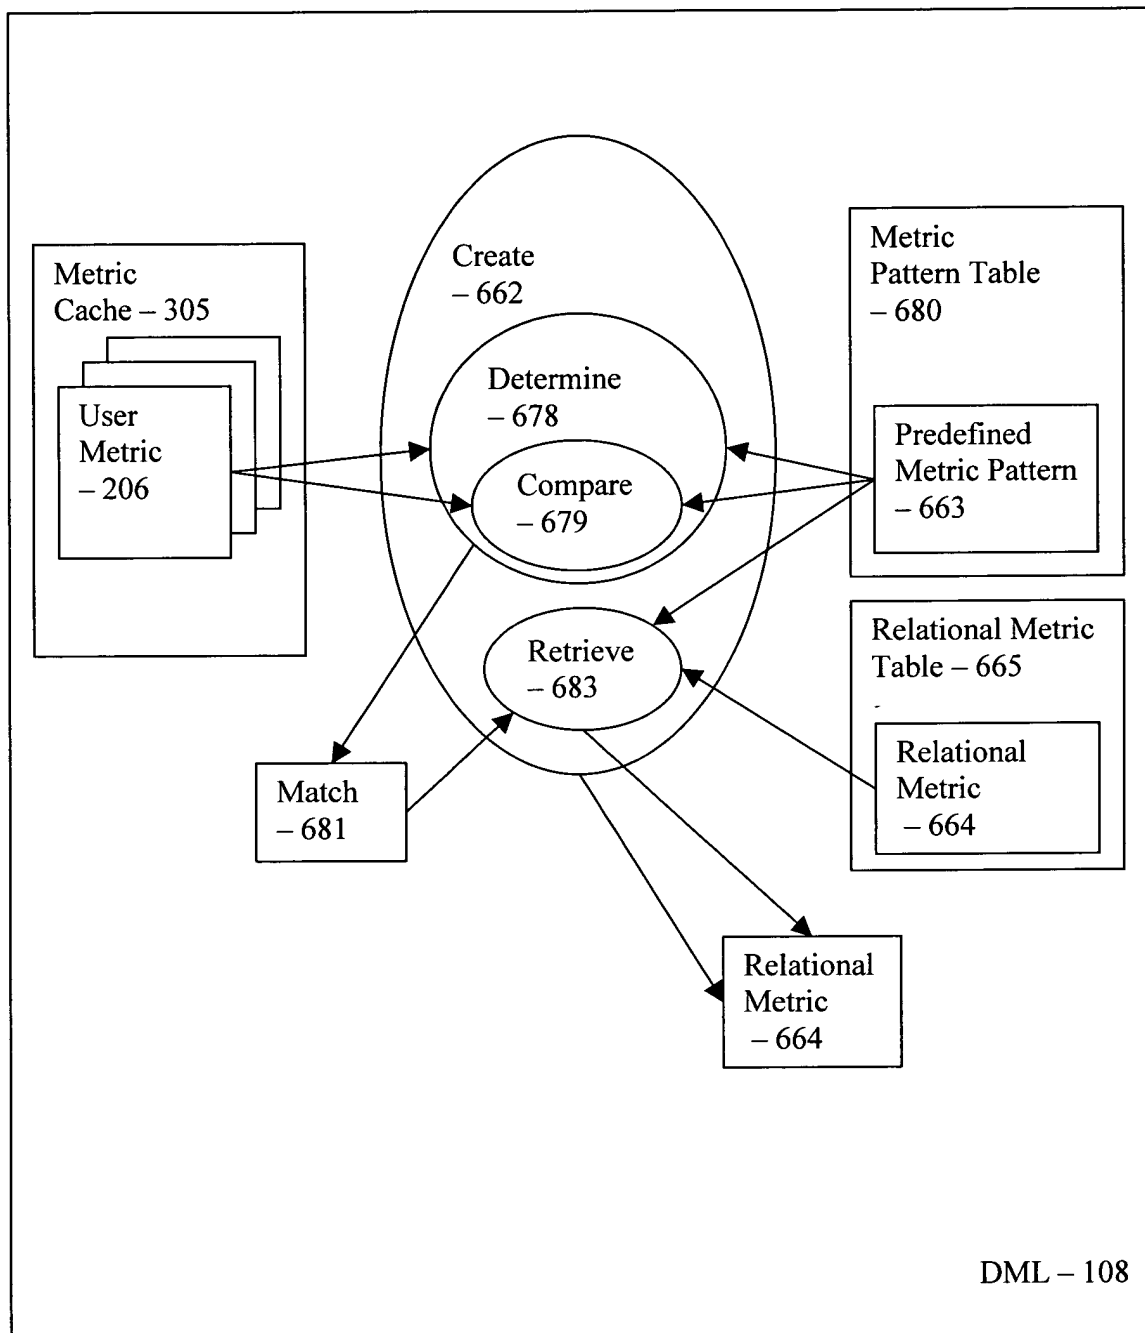 Metric
Cache – 305
User
Metric
– 206
Create
– 662
Determine
– 678
Compare
– 679
Retrieve
– 683
Metric
Pattern Table
– 680
Predefined
Metric Pattern
– 663
Relational Metric
Table – 665
Relational
Metric
– 664
Match
– 681
Relational
Metric
– 664
DML – 108